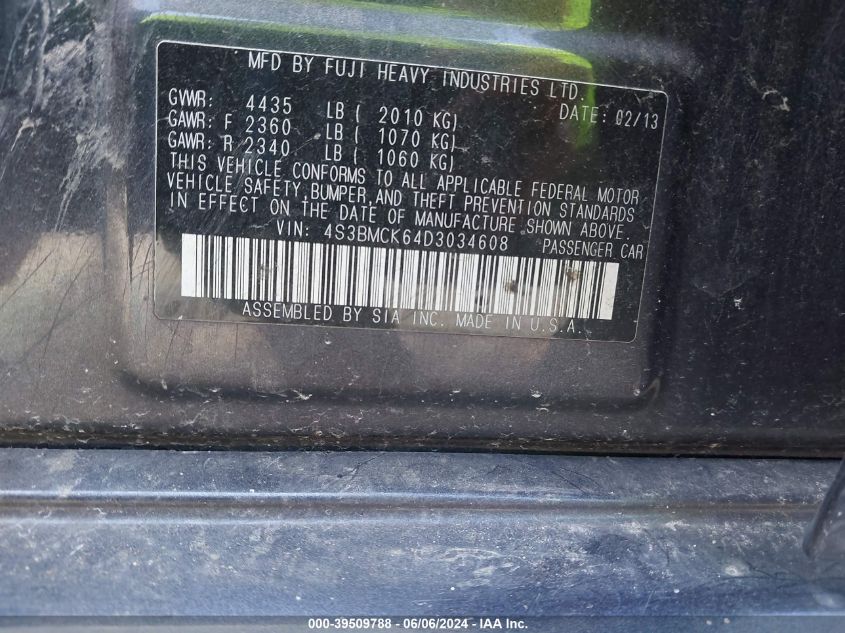 MFD BY FUJI HEAVY INDUSTRIES LTD.
GVWR: 4435 LB ( 2010 KG) DATE: 02/13
GAWR: F 2360 LB ( 1070 KG)
GAWR: R 2340 LB ( 1060 KG)
THIS VEHICLE CONFORMS TO ALL APPLICABLE FEDERAL MOTOR
VEHICLE SAFETY, BUMPER, AND THEFT PREVENTION STANDARDS
IN EFFECT ON THE DATE OF MANUFACTURE SHOWN ABOVE.
VIN: 4S3BMCK64D3034608 PASSENGER CAR
ASSEMBLED BY SIA INC. MADE IN U.S.A.
000-39509788 - 06/06/2024 - IAA Inc.